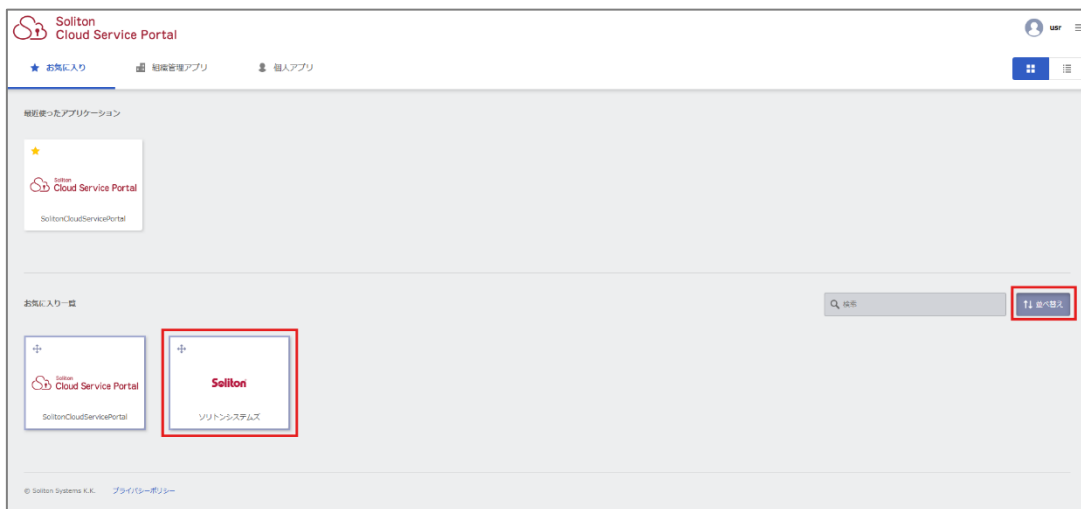 Soliton
Cloud Service Portal
usr
お気に入り
組織管理アプリ
個人アプリ
最近使ったアプリケーション
Soliton
Cloud Service Portal
SolitonCloudServicePortal
お気に入り一覧
検索
並べ替え
Soliton
Cloud Service Portal
SolitonCloudServicePortal
Soliton
ソリトンシステムズ
© Soliton Systems K.K.
プライバシーポリシー